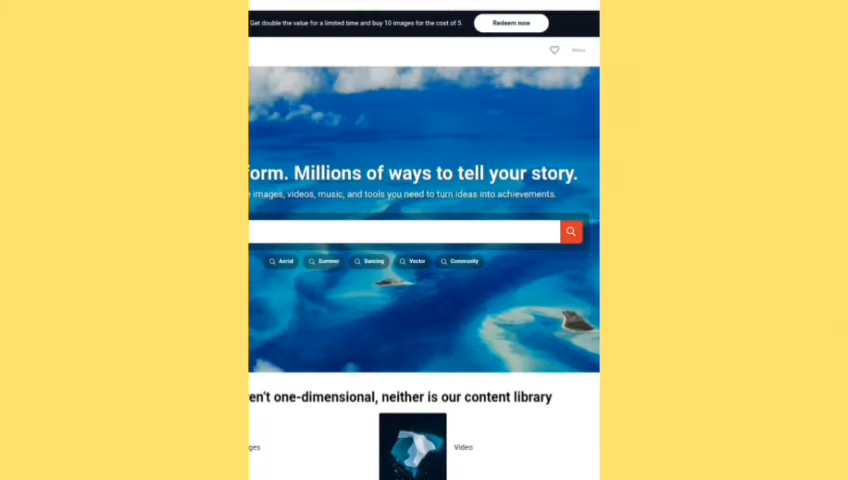 Get double the value for a limited time and buy 10 images for the cost of 5.
Redeem now
Menu
form. Millions of ways to tell your story.
images, videos, music, and tools you need to turn ideas into achievements.
Aerial
Summer
Dancing
Vector
Community
en't one-dimensional, neither is our content library
ges
Video